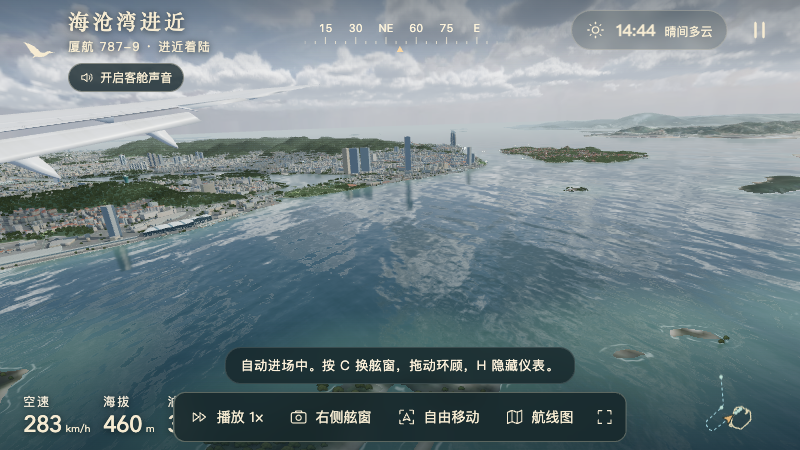 海沧湾进近
厦航 787-9 · 进近着陆
开启客舱声音
15 30 NE 60 75 E
14:44 晴间多云
自动进场中。按 C 换舷窗，拖动环顾，H 隐藏仪表。
空速
283 km/h
海拔
460 m
播放 1×
右侧舷窗
自由移动
航线图